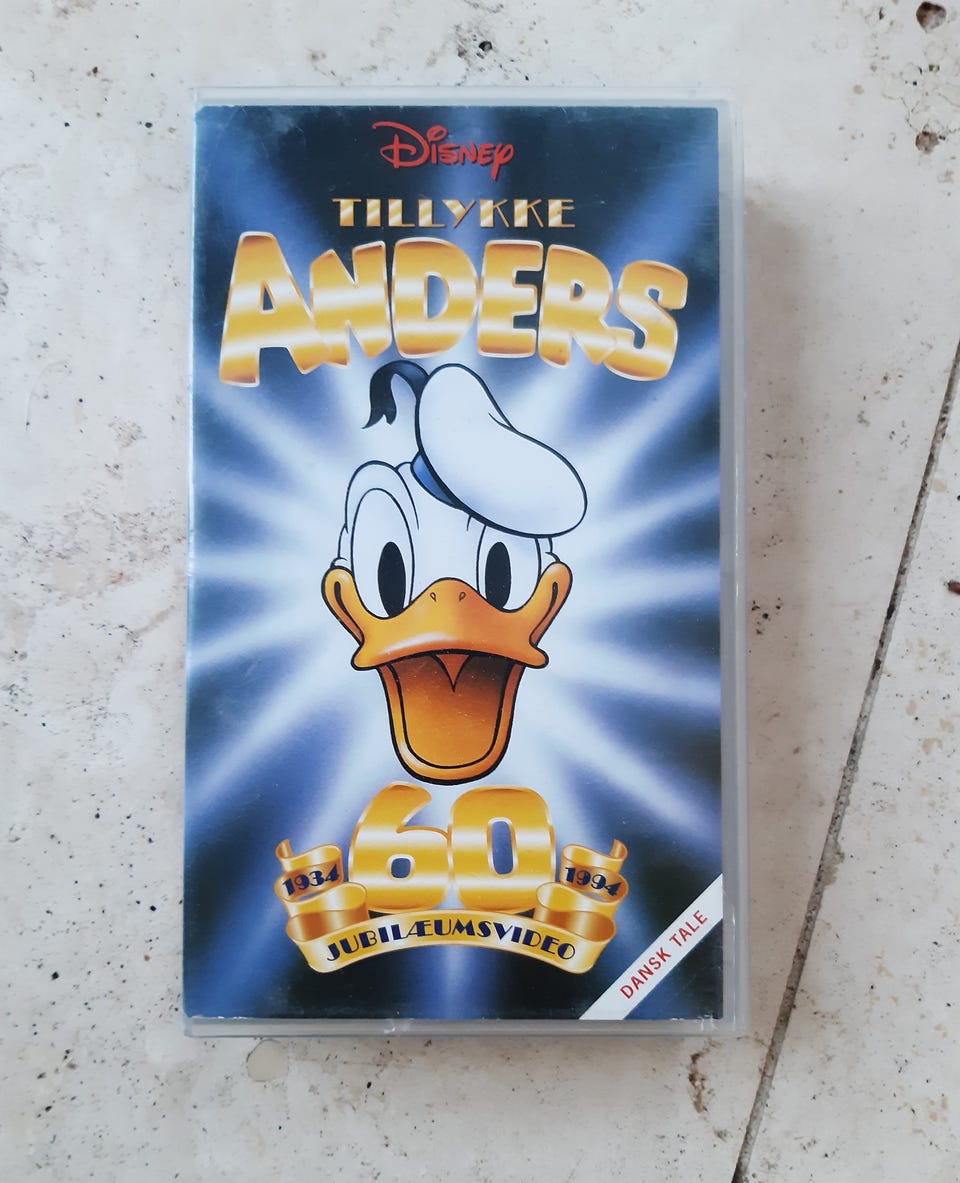 Disney
TILLYKKE
ANDERS
60
1934
1994
JUBILÆUMSVIDEO
DANSK TALE